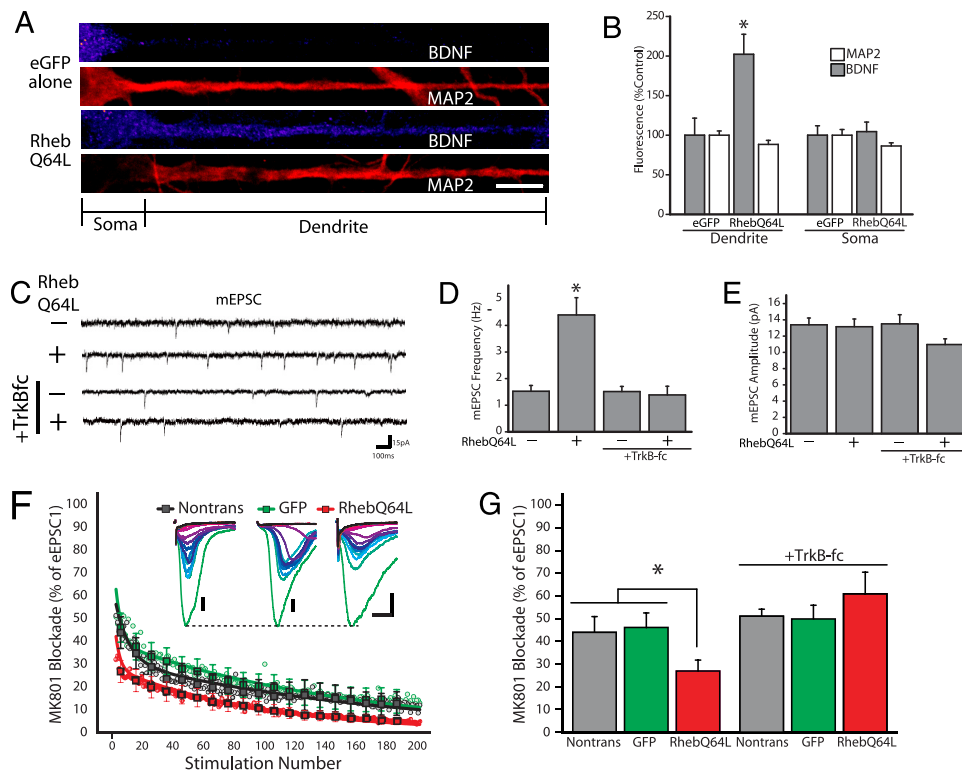 A
eGFP
alone
BDNF
MAP2
Rheb
Q64L
BDNF
MAP2
Soma
Dendrite
B
Fluorescence (%Control)
250
200
150
100
50
0
*
MAP2
BDNF
eGFP RhebQ64L
Dendrite
eGFP RhebQ64L
Soma
C
Rheb
Q64L
mEPSC
−
+
+TrkBfc
−
+
15pA
100ms
D
mEPSC Frequency (Hz)
5
4
3
2
1
0
*
RhebQ64L − + − +
+TrkB-fc
E
mEPSC Amplitude (pA)
16
14
12
10
8
6
4
2
0
RhebQ64L − + − +
+TrkB-fc
F
Nontrans GFP RhebQ64L
MK801 Blockade (% of eEPSC1)
100
90
80
70
60
50
40
30
20
10
0
0 20 40 60 80 100 120 140 160 180 200
Stimulation Number
G
MK801 Blockade (% of eEPSC1)
100
90
80
70
60
50
40
30
20
10
0
*
+TrkB-fc
Nontrans GFP RhebQ64L Nontrans GFP RhebQ64L